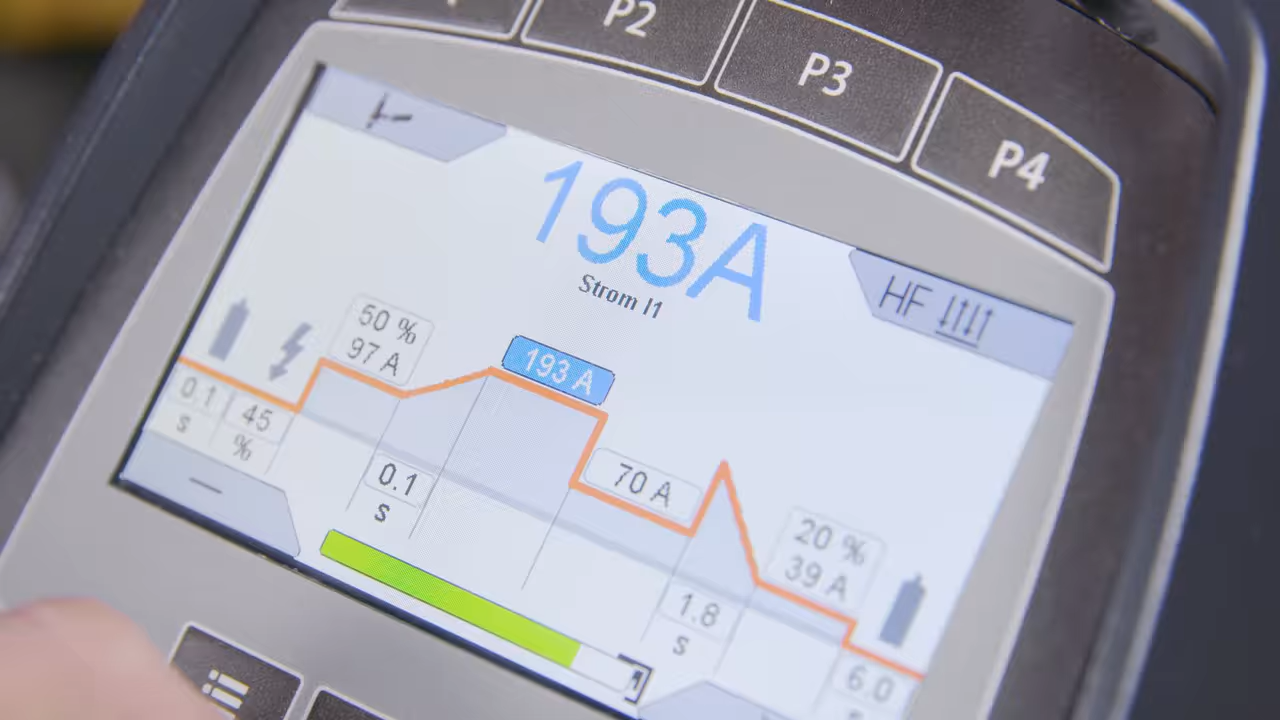 P2
P3
P4
193A
Strom I1
HF
50 %
97 A
193 A
0.1
s
45
%
0.1
s
70 A
20 %
39 A
1.8
s
6.0